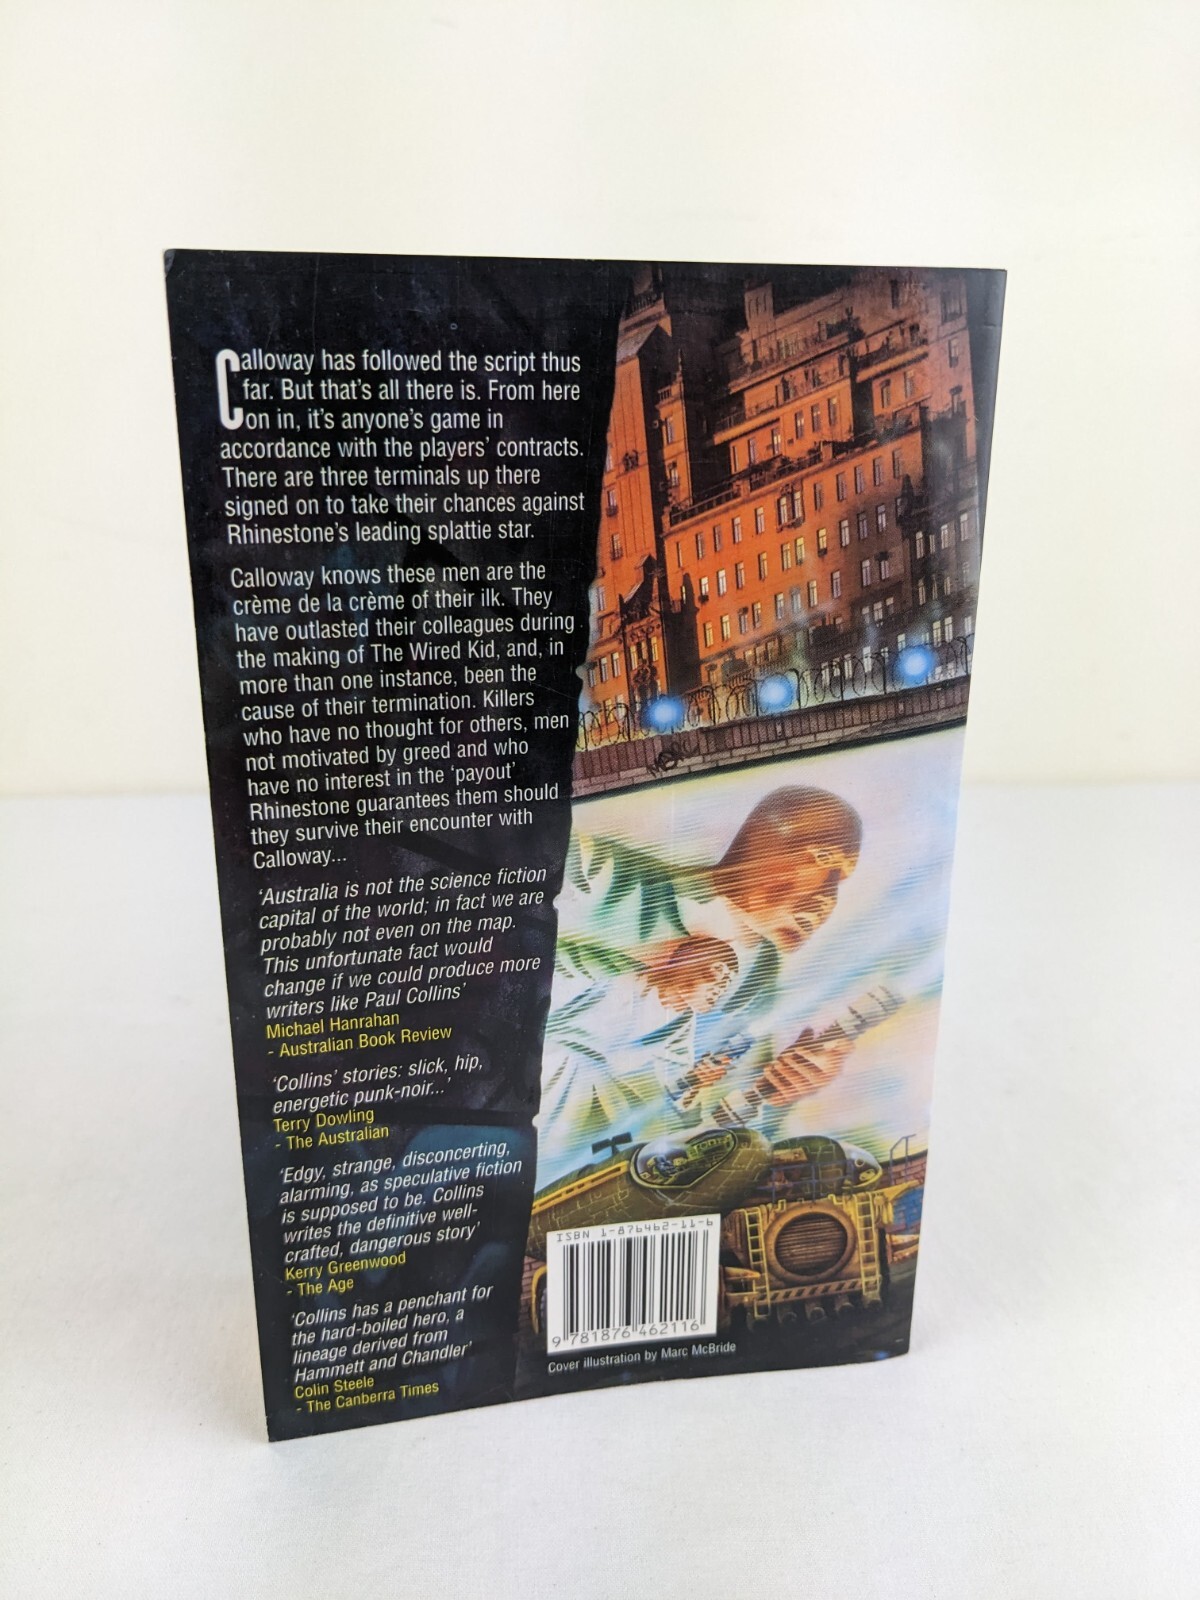 Calloway has followed the script thus
far. But that's all there is. From here
on in, it's anyone's game in
accordance with the players' contracts.
There are three terminals up there
signed on to take their chances against
Rhinestone's leading splattie star.
Calloway knows these men are the
crème de la crème of their ilk. They
have outlasted their colleagues during
the making of The Wired Kid, and, in
more than one instance, been the
cause of their termination. Killers
who have no thought for others, men
not motivated by greed and who
have no interest in the 'payout'
Rhinestone guarantees them should
they survive their encounter with
Calloway...
'Australia is not the science fiction
capital of the world; in fact we are
probably not even on the map.
This unfortunate fact would
change if we could produce more
writers like Paul Collins'
Michael Hanrahan
- Australian Book Review
'Collins' stories: slick, hip,
energetic punk-noir...'
Terry Dowling
- The Australian
'Edgy, strange, disconcerting,
alarming, as speculative fiction
is supposed to be. Collins
writes the definitive well-
crafted, dangerous story'
Kerry Greenwood
- The Age
'Collins has a penchant for
the hard-boiled hero, a
lineage derived from
Hammett and Chandler'
Colin Steele
- The Canberra Times
ISBN 1-876462-11-6
9 781876 462116
Cover illustration by Marc McBride